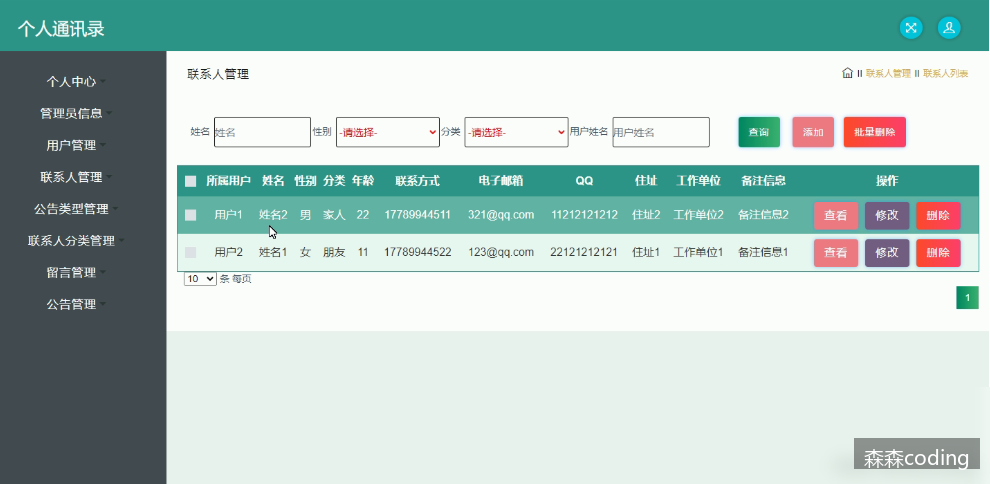 个人通讯录
个人中心
管理员信息
用户管理
联系人管理
公告类型管理
联系人分类管理
留言管理
公告管理
联系人管理
联系人管理 II 联系人列表
姓名 姓名 性别 -请选择- 分类 -请选择- 用户姓名 用户姓名 查询 添加 批量删除
所属用户 姓名 性别 分类 年龄 联系方式 电子邮箱 QQ 住址 工作单位 备注信息 操作
用户1 姓名2 男 家人 22 17789944511 321@qq.com 11212121212 住址2 工作单位2 备注信息2 查看 修改 删除
用户2 姓名1 女 朋友 11 17789944522 123@qq.com 22121212121 住址1 工作单位1 备注信息1 查看 修改 删除
10 条 每页
1
森森coding